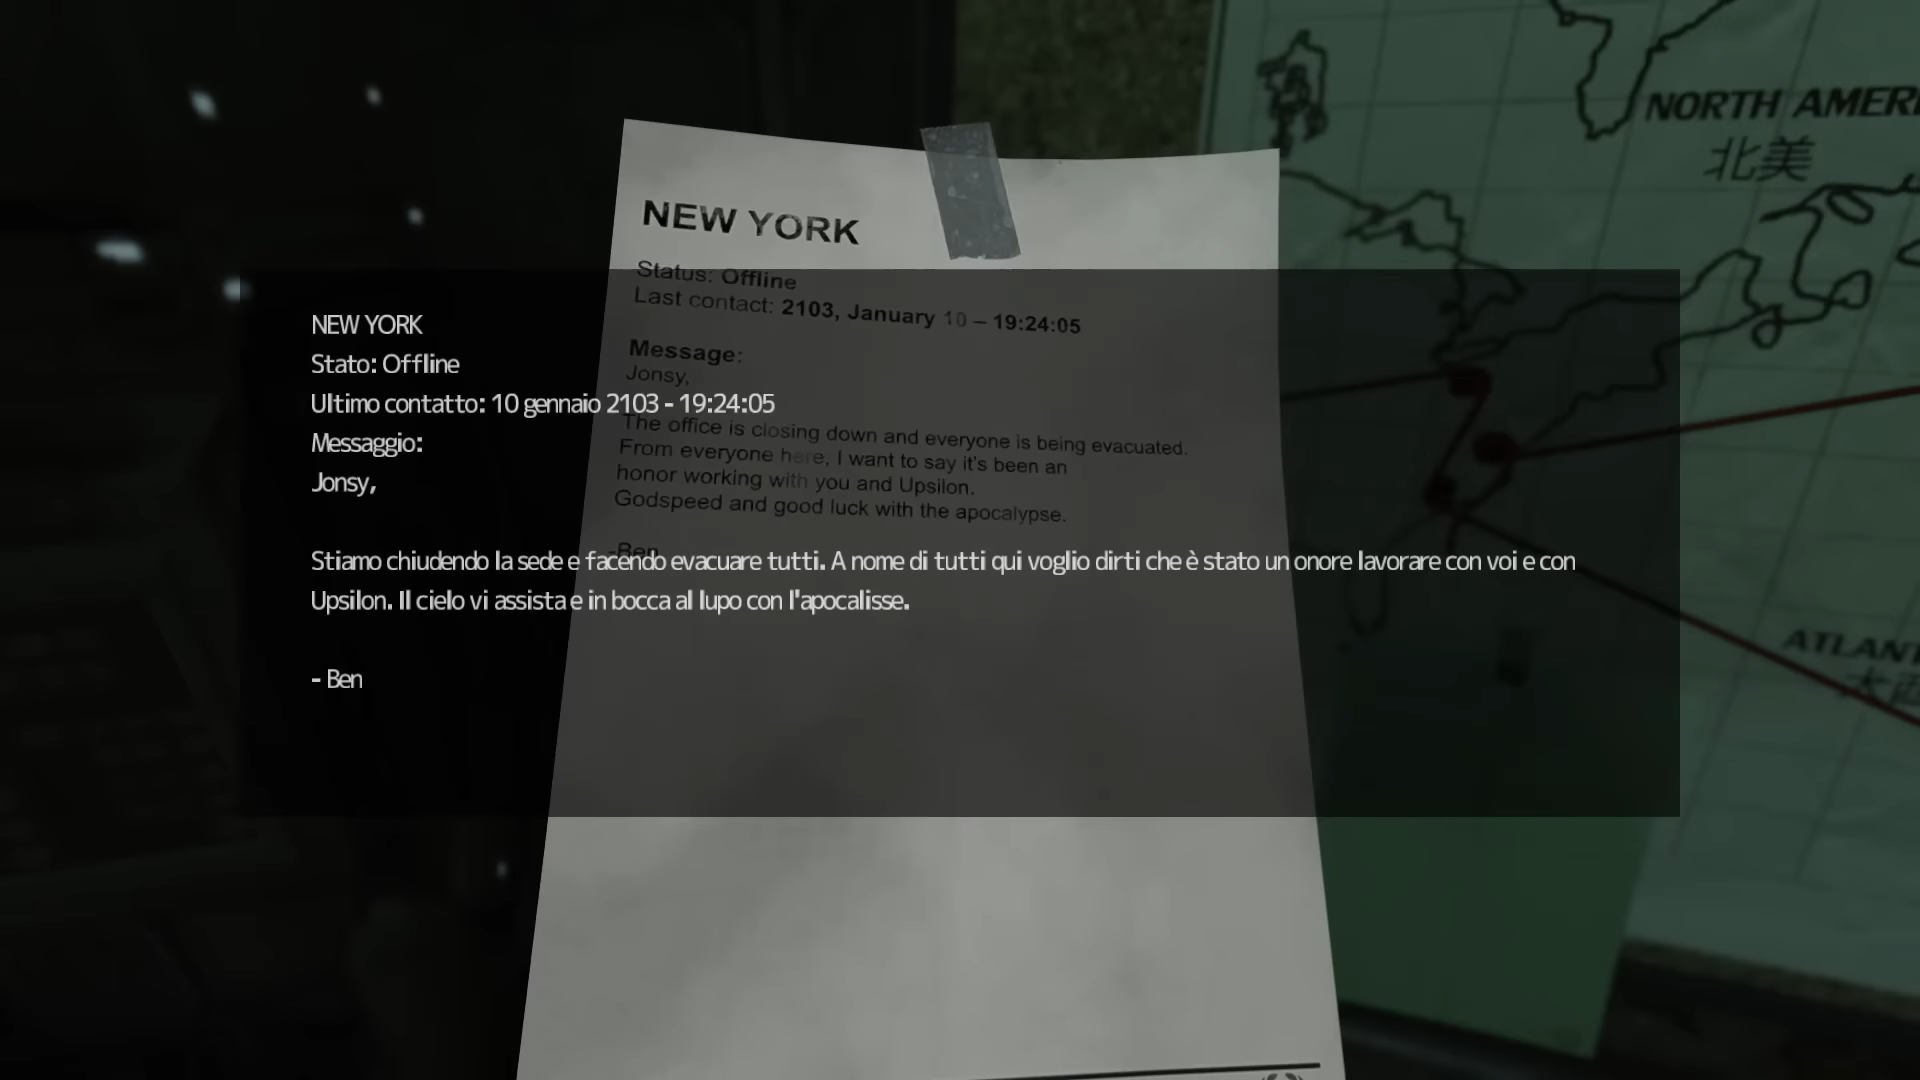 NEW YORK
Status: Offline
Last contact: 2103, January 10 – 19:24:05
Message:
Jonsy,
The office is closing down and everyone is being evacuated.
From everyone here, I want to say it's been an
honor working with you and Upsilon.
Godspeed and good luck with the apocalypse.
-Ben
NEW YORK
Stato: Offline
Ultimo contatto: 10 gennaio 2103 - 19:24:05
Messaggio:
Jonsy,
Stiamo chiudendo la sede e facendo evacuare tutti. A nome di tutti qui voglio dirti che è stato un onore lavorare con voi e con
Upsilon. Il cielo vi assista e in bocca al lupo con l'apocalisse.
- Ben
NORTH AMERI
北美
ATLANT
大西